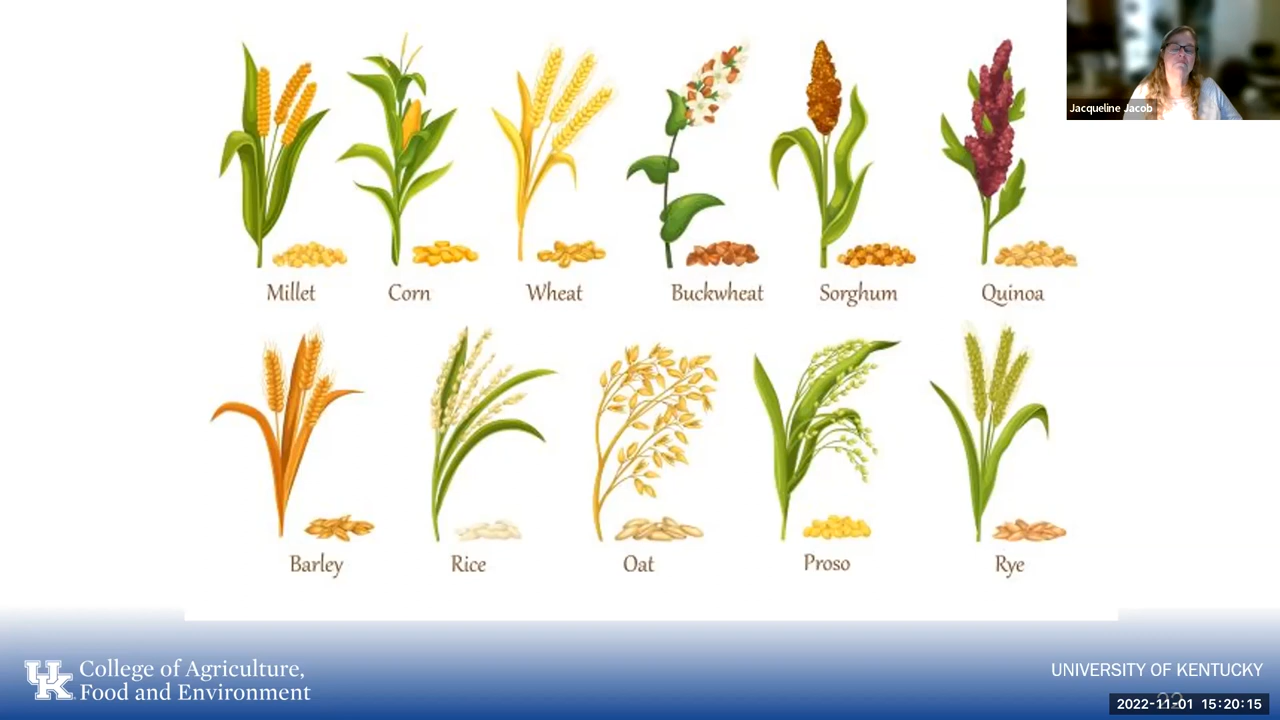 Jacqueline Jacob
Millet
Corn
Wheat
Buckwheat
Sorghum
Quinoa
Barley
Rice
Oat
Proso
Rye
UK College of Agriculture,
Food and Environment
UNIVERSITY OF KENTUCKY
2022-11-01 15:20:15